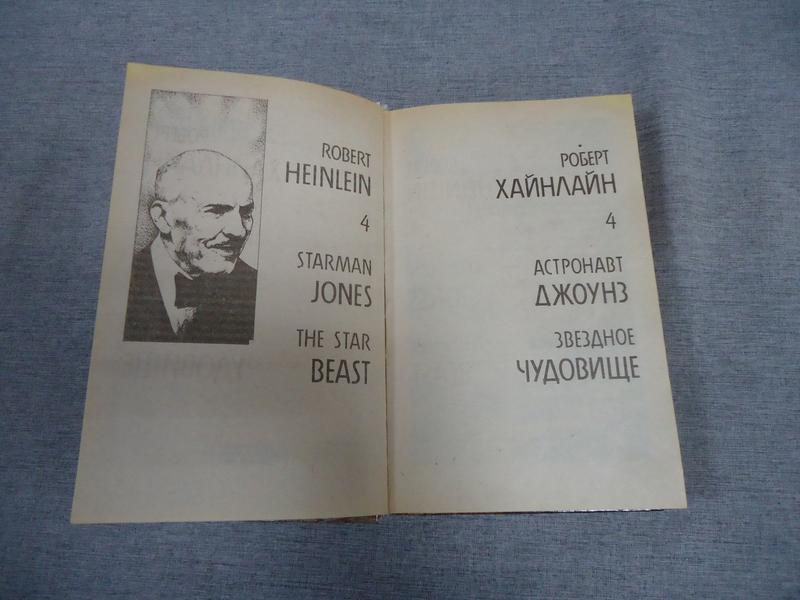 ROBERT
HEINLEIN
4
STARMAN
JONES
THE STAR
BEAST
РОБЕРТ
ХАЙНЛАЙН
4
АСТРОНАВТ
ДЖОУНЗ
ЗВЕЗДНОЕ
ЧУДОВИЩЕ